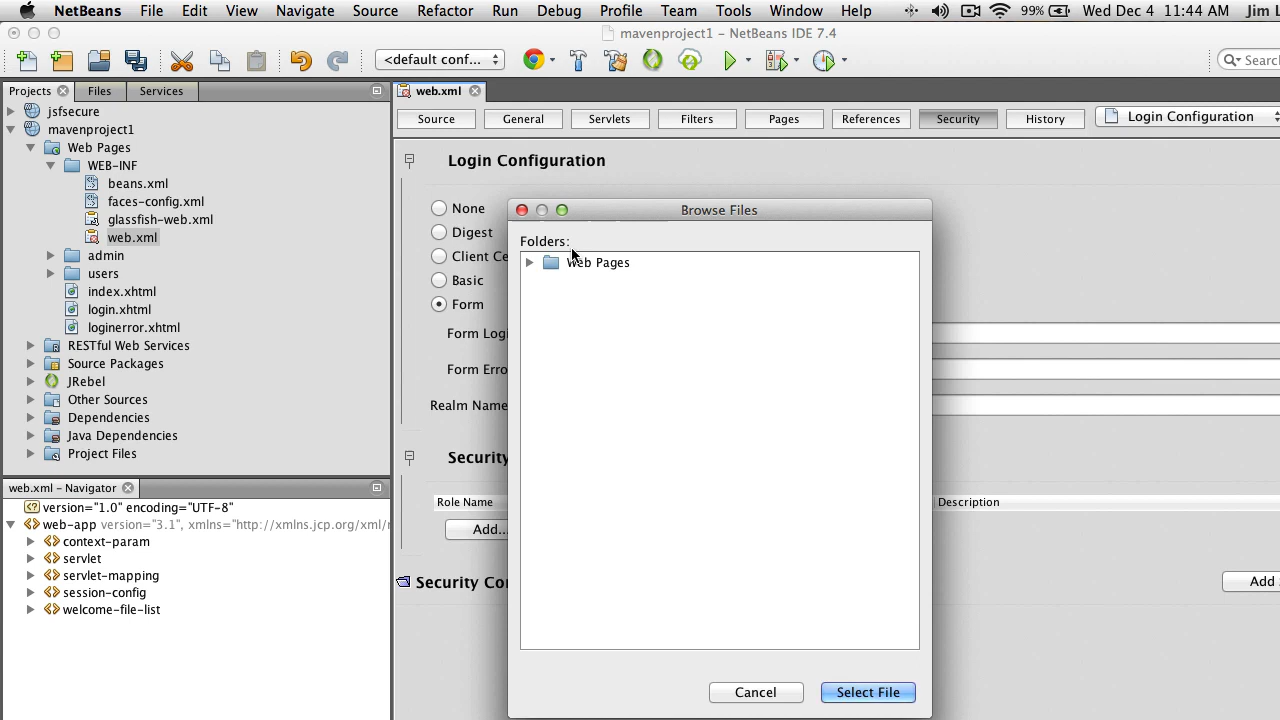 NetBeans File Edit View Navigate Source Refactor Run Debug Profile Team Tools Window Help 99% Wed Dec 4 11:44 AM Jim L
mavenproject1 – NetBeans IDE 7.4
<default conf... Searc
Projects Files Services
jsfsecure
mavenproject1
Web Pages
WEB-INF
beans.xml
faces-config.xml
glassfish-web.xml
web.xml
admin
users
index.xhtml
login.xhtml
loginerror.xhtml
RESTful Web Services
Source Packages
JRebel
Other Sources
Dependencies
Java Dependencies
Project Files
web.xml – Navigator
version="1.0" encoding="UTF-8"
web-app version="3.1", xmlns="http://xmlns.jcp.org/xml/
context-param
servlet
servlet-mapping
session-config
welcome-file-list
web.xml
Source General Servlets Filters Pages References Security History Login Configuration
Login Configuration
None
Digest
Client Ce
Basic
Form
Form Logi
Form Erro
Realm Name
Security
Role Name Description
Add...
Security Co Add
Browse Files
Folders:
Web Pages
Cancel Select File